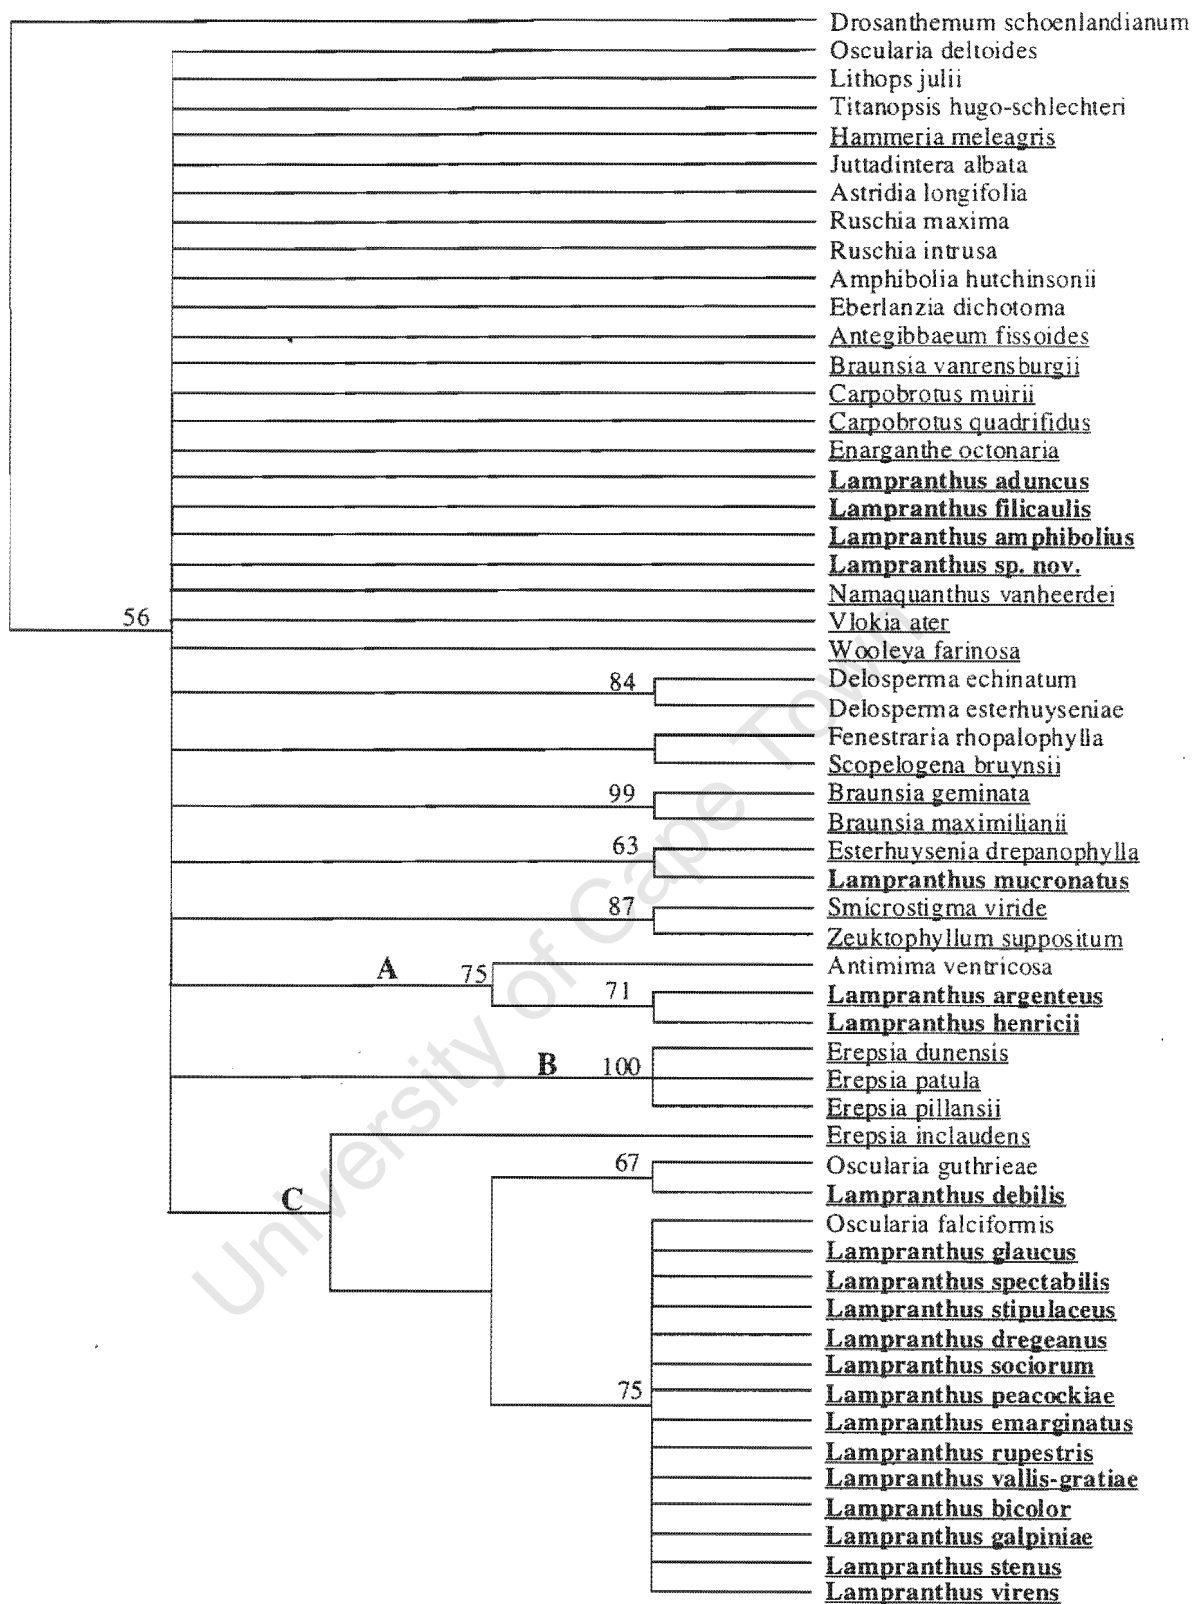 Drosanthemum schoenlandianum
Oscularia deltoides
Lithops julii
Titanopsis hugo-schlechteri
Hammeria meleagris
Juttadintera albata
Astridia longifolia
Ruschia maxima
Ruschia intrusa
Amphibolia hutchinsonii
Eberlanzia dichotoma
Antegibbaeum fissoides
Braunsia vanrensburgii
Carpobrotus muirii
Carpobrotus quadrifidus
Enarganthe octonaria
Lampranthus aduncus
Lampranthus filicaulis
Lampranthus amphibolius
Lampranthus sp. nov.
Namaquanthus vanheerdei
56
Vlokia ater
Wooleya farinosa
84
Delosperma echinatum
Delosperma esterhuyseniae
Fenestraria rhopalophylla
Scopelogena bruynsii
99
Braunsia geminata
Braunsia maximilianii
63
Esterhuysenia drepanophylla
Lampranthus mucronatus
87
Smicrostigma viride
Zeuktophyllum suppositum
A 75
Antimima ventricosa
71
Lampranthus argenteus
Lampranthus henricii
Erepsia dunensis
B 100
Erepsia patula
Erepsia pillansii
Erepsia inclaudens
67
Oscularia guthrieae
C
Lampranthus debilis
Oscularia falciformis
Lampranthus glaucus
Lampranthus spectabilis
Lampranthus stipulaceus
Lampranthus dregeanus
Lampranthus sociorum
75
Lampranthus peacockiae
Lampranthus emarginatus
Lampranthus rupestris
Lampranthus vallis-gratiae
Lampranthus bicolor
Lampranthus galpiniae
Lampranthus stenus
Lampranthus virens
University of Cape Town